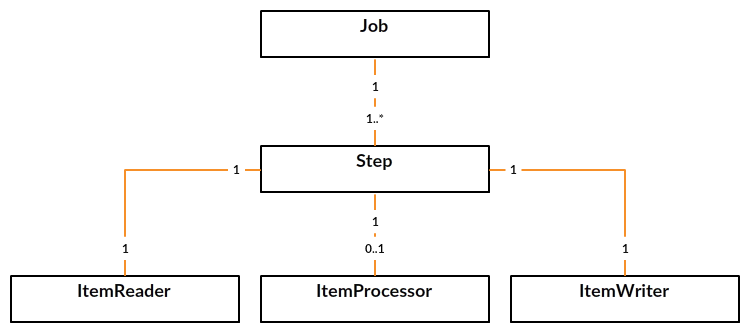 Job
1
1..*
Step
1
1
1
1
0..1
1
ItemReader
ItemProcessor
ItemWriter